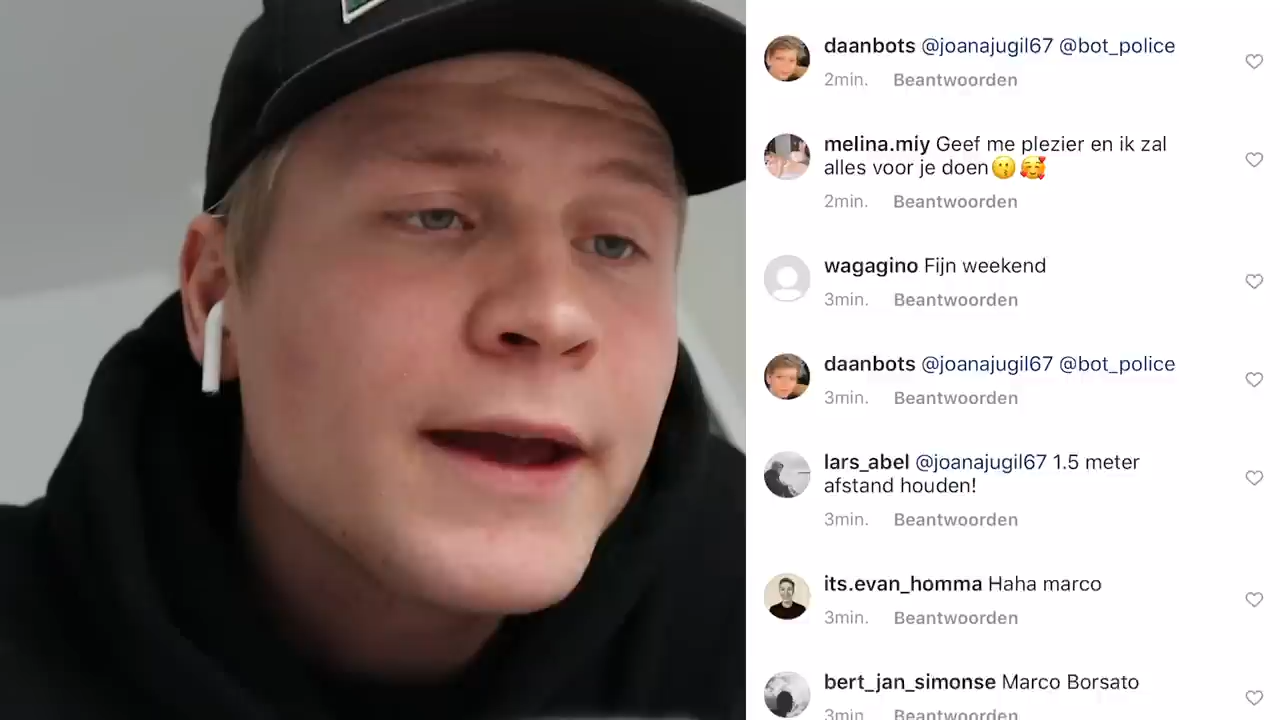 daanbots @joanajugil67 @bot_police
2min. Beantwoorden
melina.miy Geef me plezier en ik zal
alles voor je doen😗🥰
2min. Beantwoorden
wagagino Fijn weekend
3min. Beantwoorden
daanbots @joanajugil67 @bot_police
3min. Beantwoorden
lars_abel @joanajugil67 1.5 meter
afstand houden!
3min. Beantwoorden
its.evan_homma Haha marco
3min. Beantwoorden
bert_jan_simonse Marco Borsato
3min. Beantwoorden